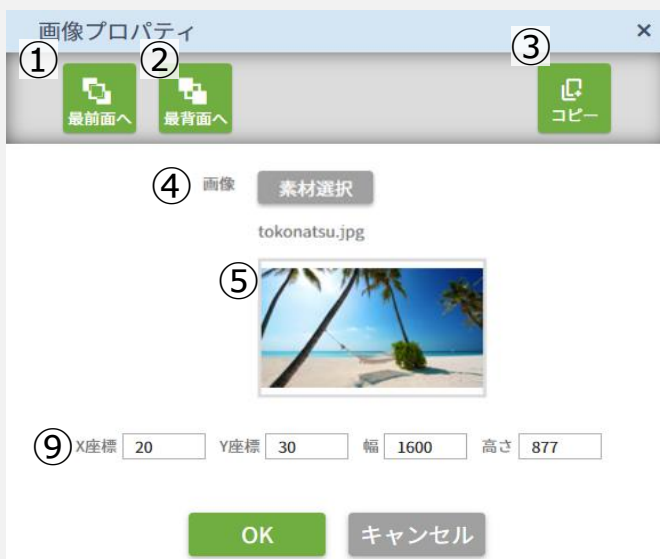 画像プロパティ ×
① ② ③
最前面へ 最背面へ コピー
④ 画像 素材選択
tokonatsu.jpg
⑤
⑨ X座標 20 Y座標 30 幅 1600 高さ 877
OK キャンセル